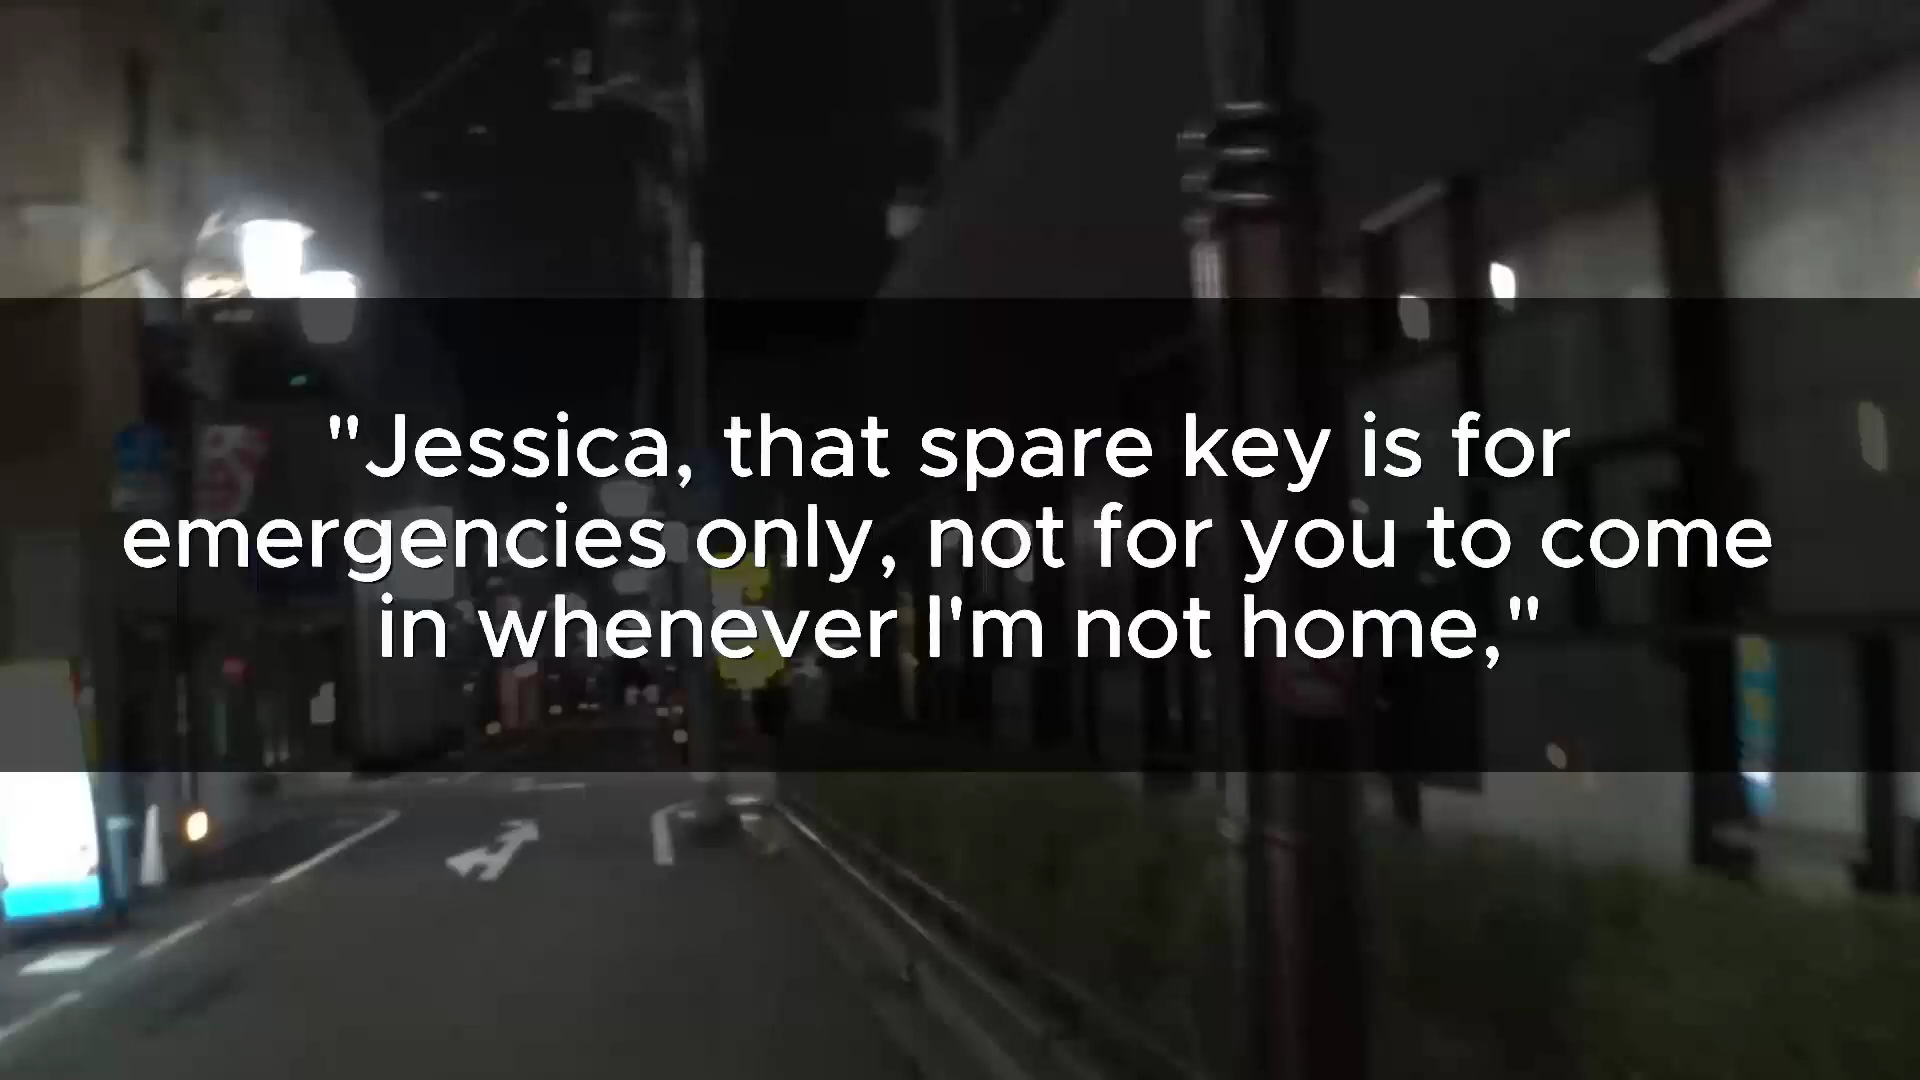 "Jessica, that spare key is for
emergencies only, not for you to come
in whenever I'm not home,"